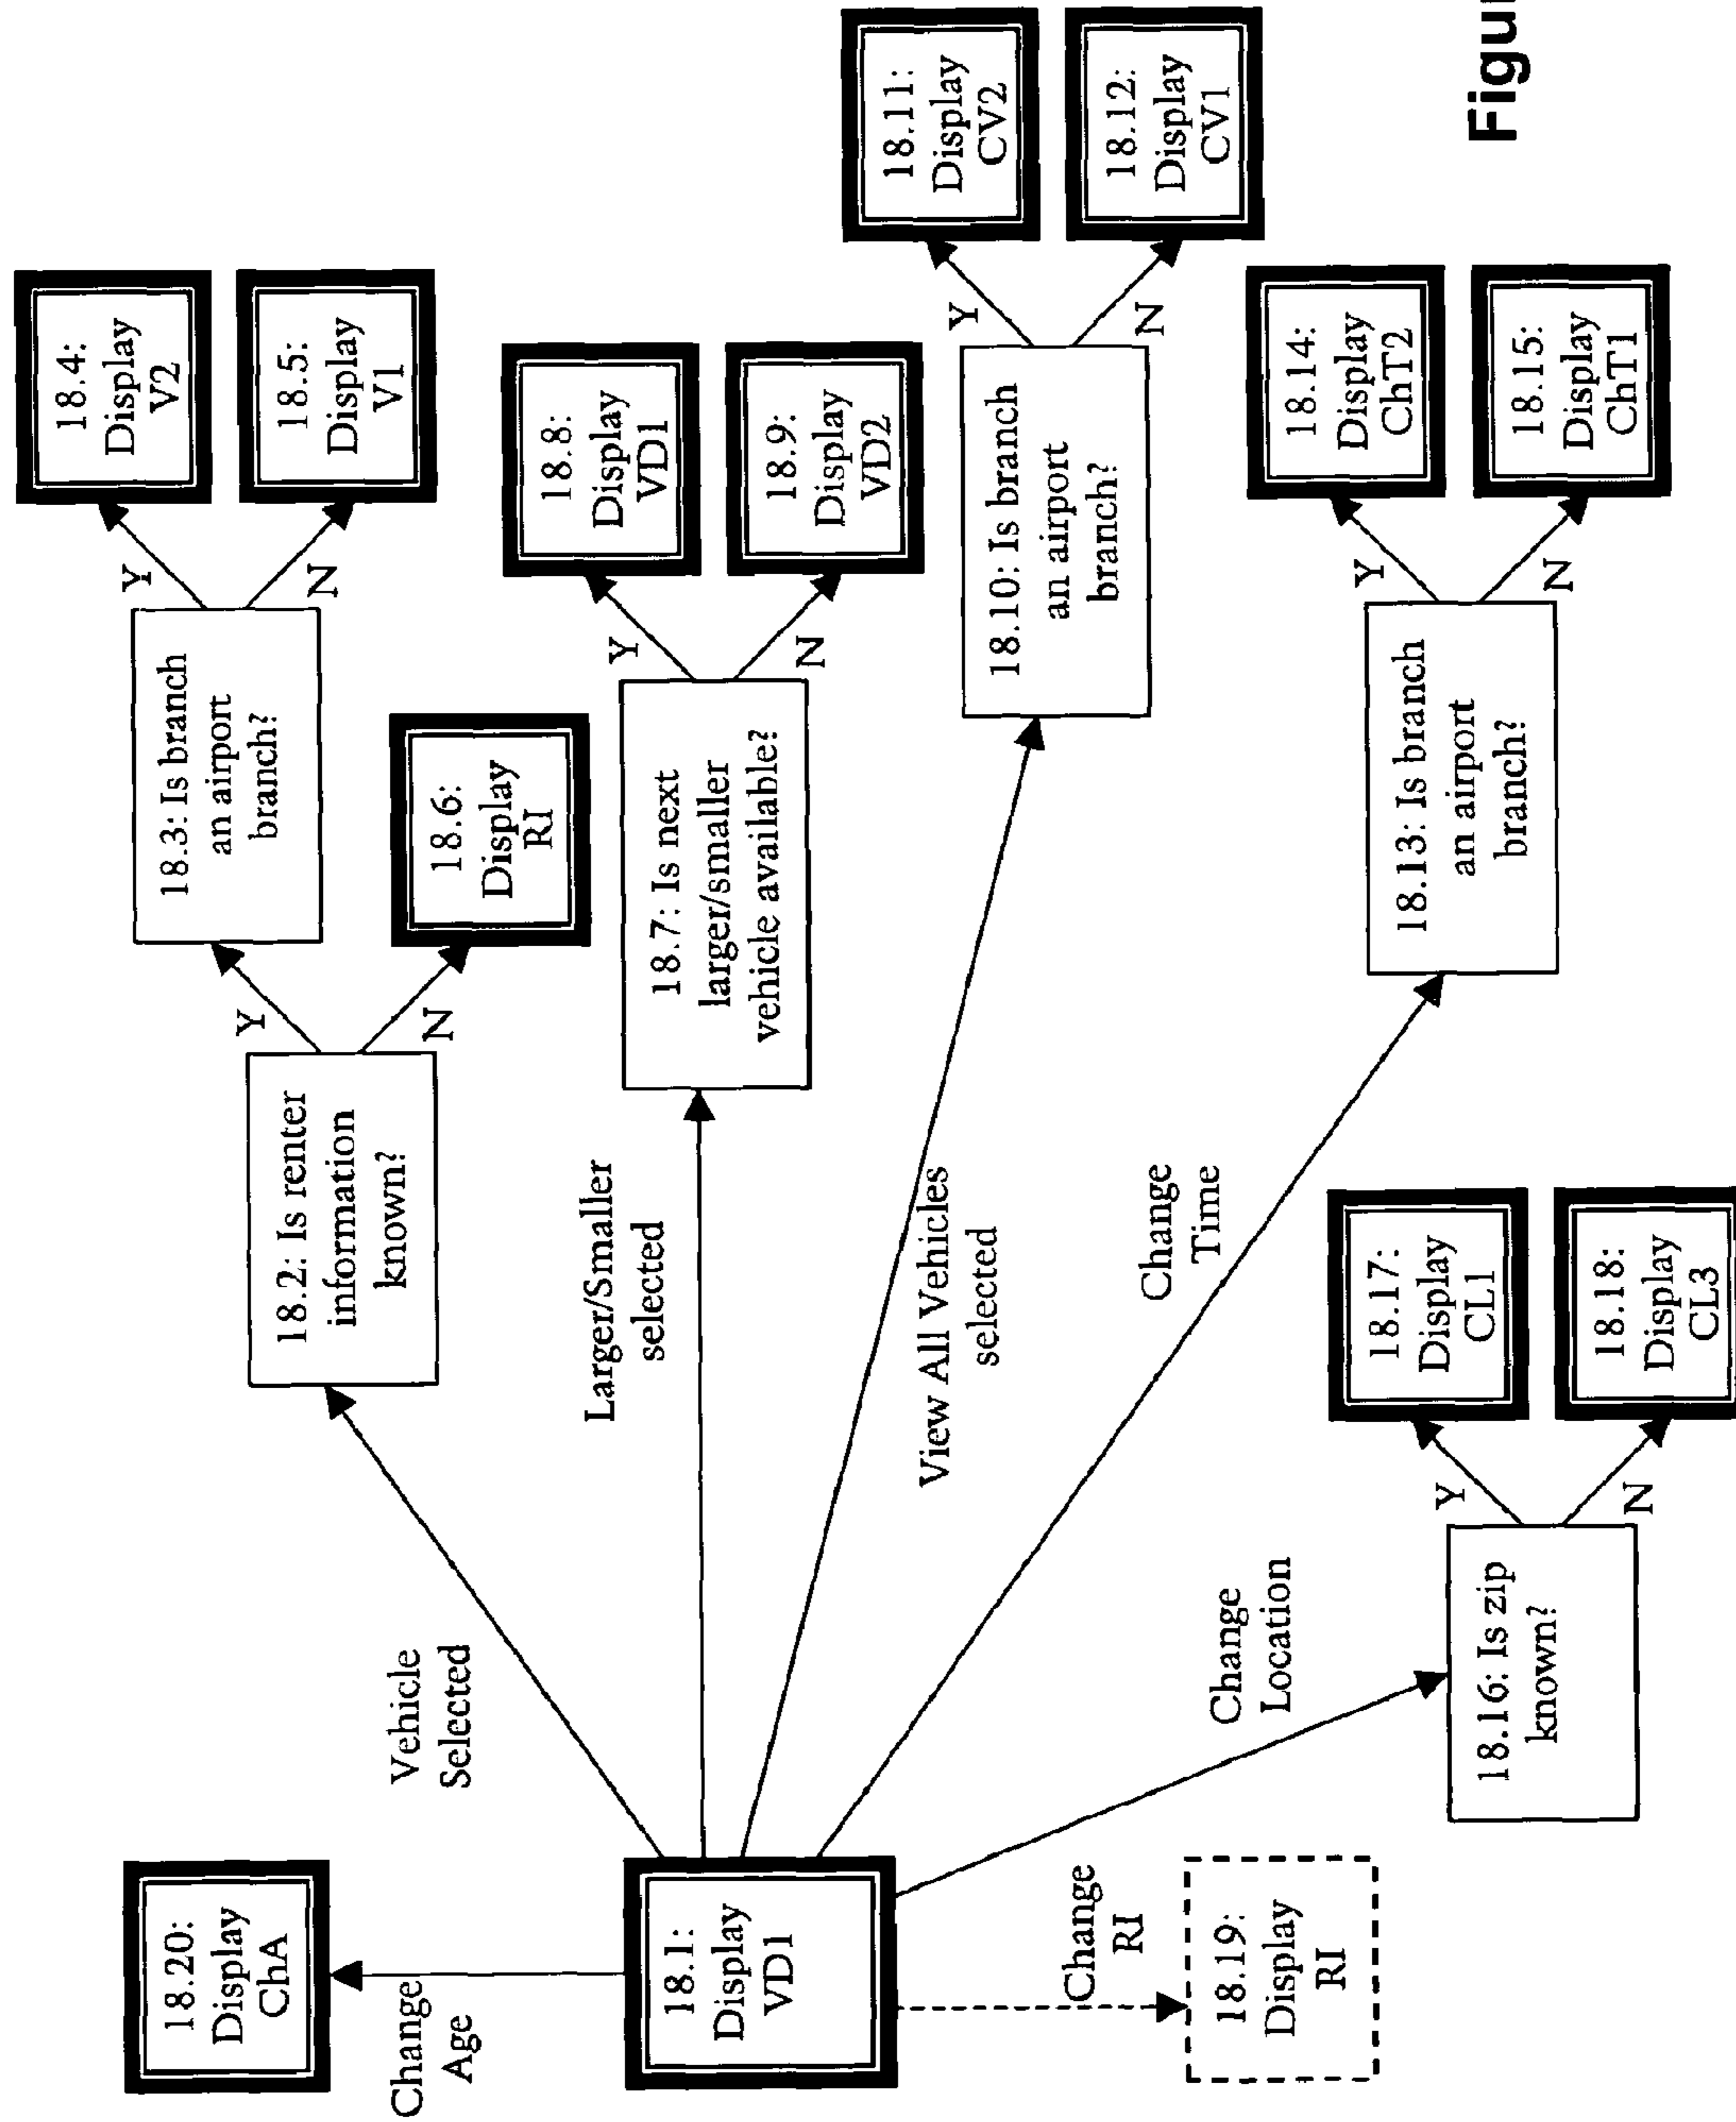 18.20:
Display
ChA
Change
Age
18.1:
Display
VD1
Change
RI
18.19:
Display
RI
Vehicle
Selected
18.2: Is renter
information
known?
Y
N
18.3: Is branch
an airport
branch?
Y
N
18.4:
Display
V2
18.5:
Display
V1
18.6:
Display
RI
Larger/Smaller
selected
18.7: Is next
larger/smaller
vehicle available?
Y
N
18.8:
Display
VD1
18.9:
Display
VD2
View All Vehicles
selected
18.10: Is branch
an airport
branch?
Y
N
18.11:
Display
CV2
18.12:
Display
CV1
Change
Time
18.13: Is branch
an airport
branch?
Y
N
18.14:
Display
ChT2
18.15:
Display
ChT1
Change
Location
18.16: Is zip
known?
Y
N
18.17:
Display
CL1
18.18:
Display
CL3